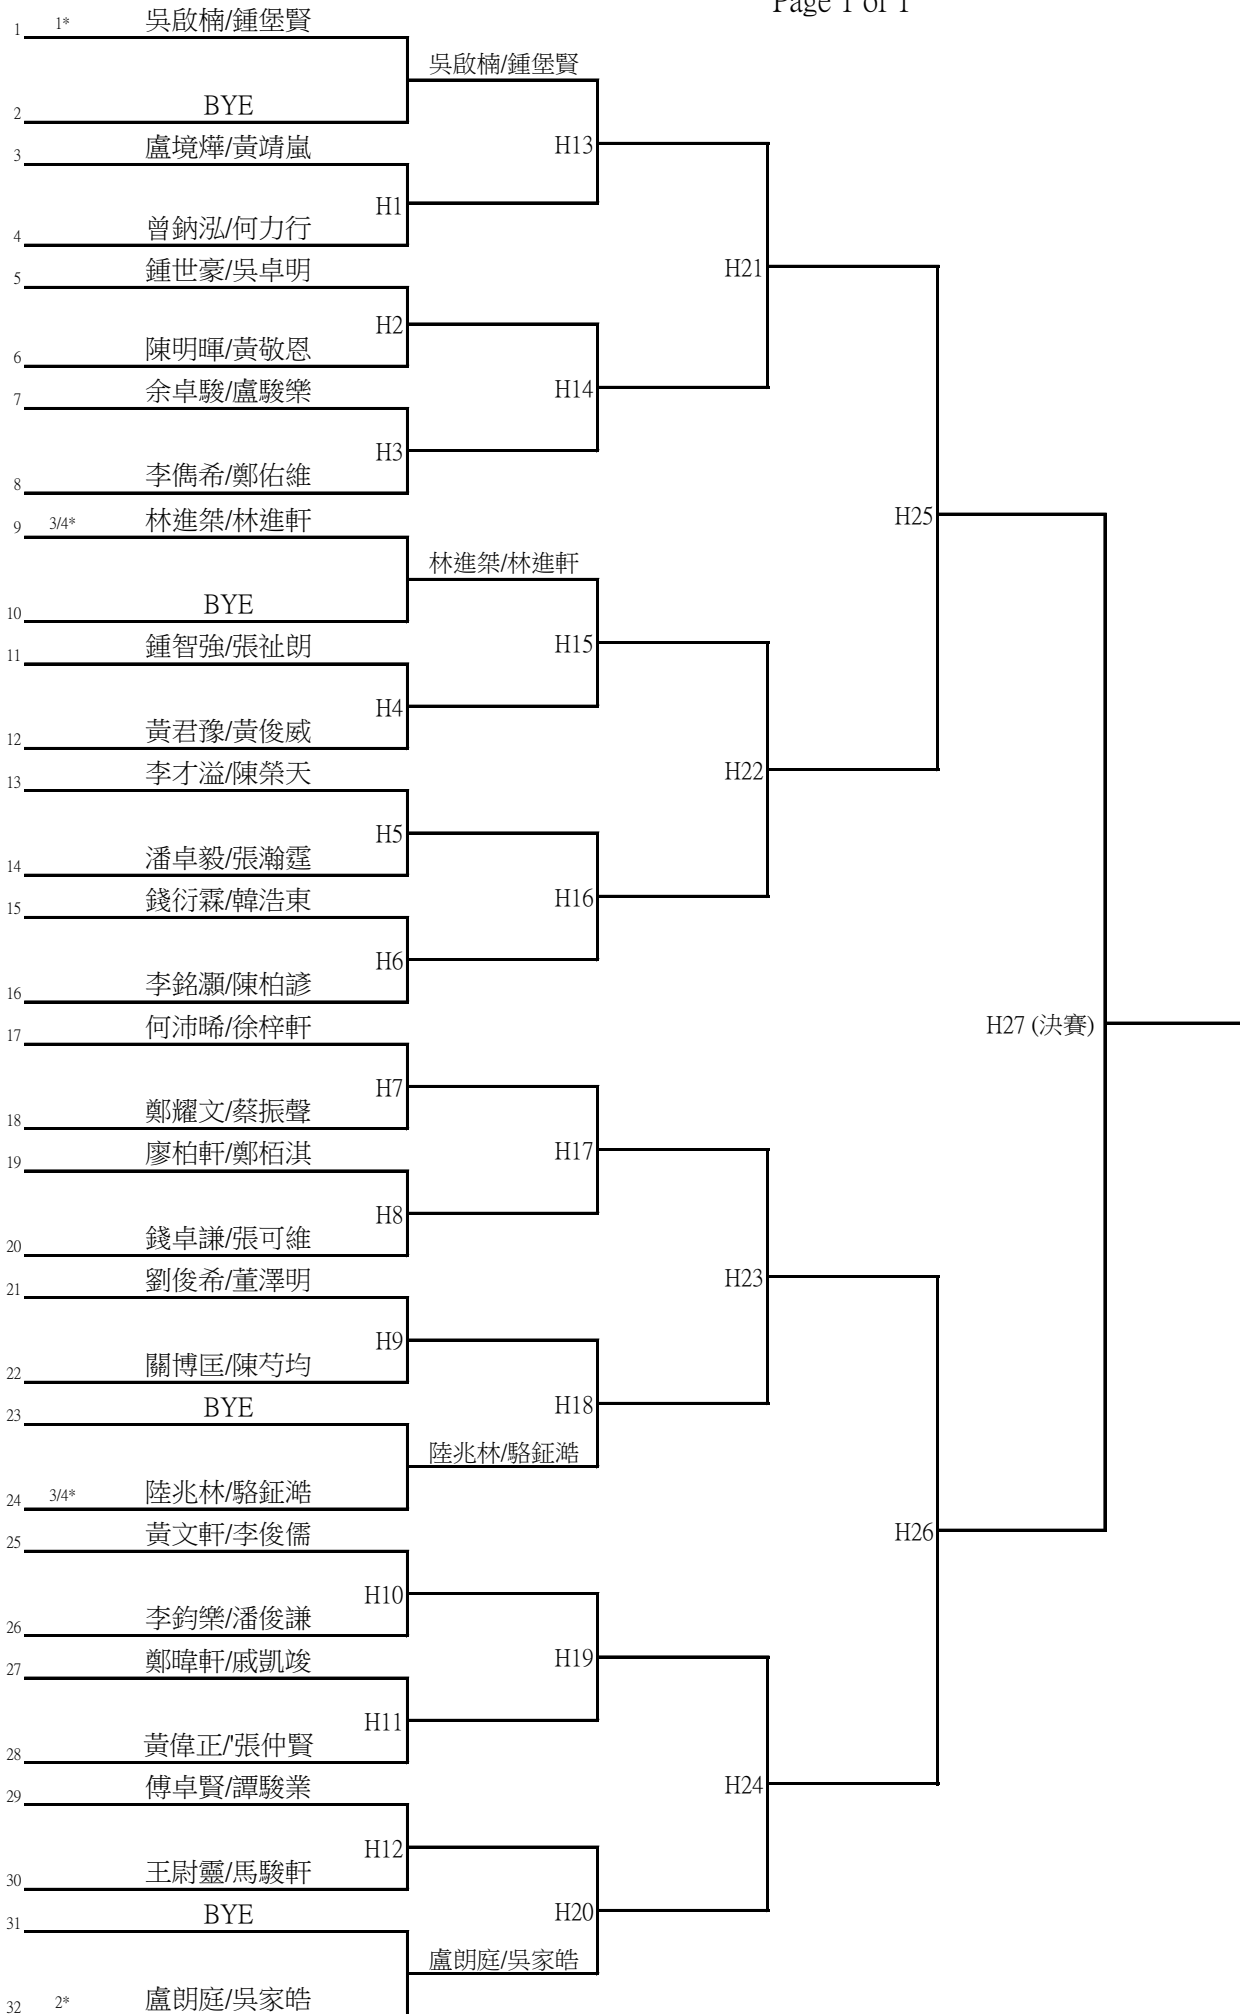 Page 1 of 1
1 1* 吳啟楠/鍾堡賢
吳啟楠/鍾堡賢
2 BYE
3 盧境燁/黃靖嵐
H13
H1
4 曾鈉泓/何力行
5 鍾世豪/吳卓明
H21
H2
6 陳明暉/黃敬恩
7 余卓駿/盧駿樂
H14
H3
8 李儁希/鄭佑維
9 3/4* 林進桀/林進軒
H25
林進桀/林進軒
10 BYE
11 鍾智強/張祉朗
H15
H4
12 黃君豫/黃俊威
13 李才溢/陳榮天
H22
H5
14 潘卓毅/張瀚霆
15 錢衍霖/韓浩東
H16
H6
16 李銘灝/陳柏諺
17 何沛晞/徐梓軒
H27 (決賽)
H7
18 鄭耀文/蔡振聲
19 廖柏軒/鄭栢淇
H17
H8
20 錢卓謙/張可維
21 劉俊希/董澤明
H23
H9
22 關博匡/陳芍均
23 BYE
H18
陸兆林/駱鉦澔
24 3/4* 陸兆林/駱鉦澔
25 黃文軒/李俊儒
H26
H10
26 李鈞樂/潘俊謙
27 鄭暐軒/戚凱竣
H19
H11
28 黃偉正/'張仲賢
29 傅卓賢/譚駿業
H24
H12
30 王尉靈/馬駿軒
31 BYE
H20
盧朗庭/吳家皓
32 2* 盧朗庭/吳家皓